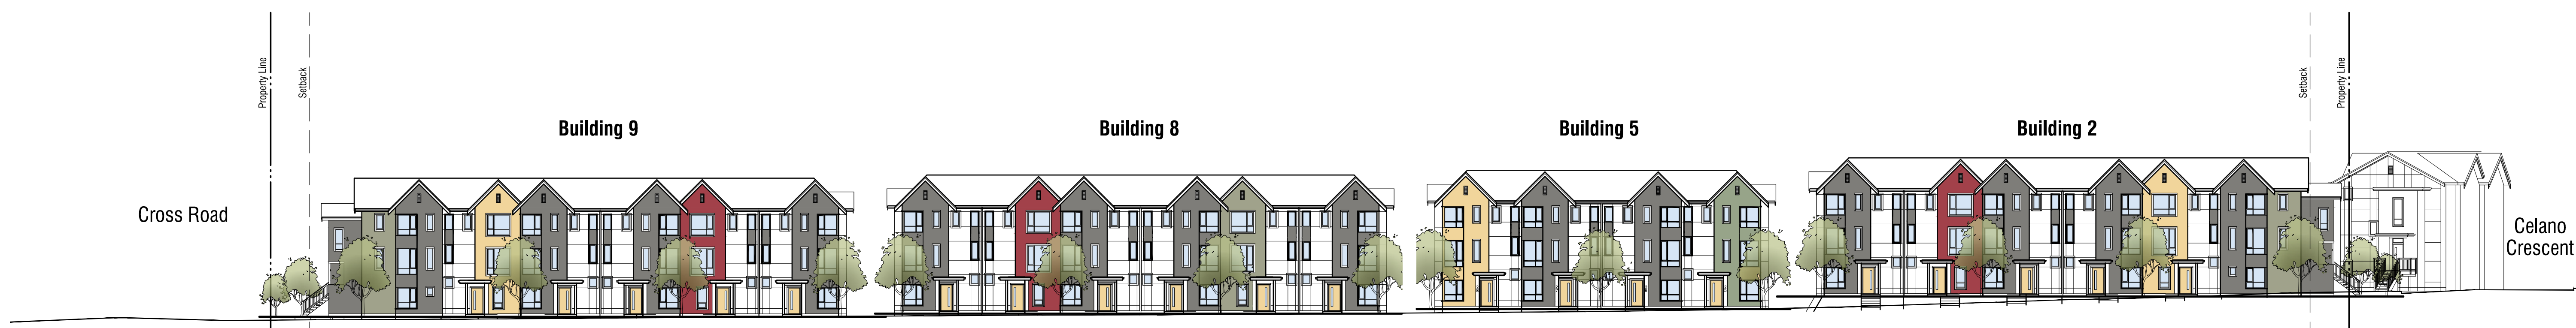 Property Line
Setback
Setback
Property Line
Building 9
Building 8
Building 5
Building 2
Cross Road
Celano
Crescent